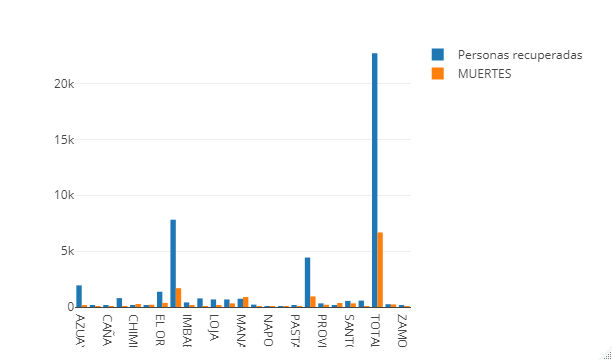 Personas recuperadas
MUERTES
20k
15k
10k
5k
0
AZUA
CAÑA
CHIMI
EL OR
IMBAB
LOJA
MANA
NAPO
PASTA
PROVI
SANTO
TOTAL
ZAMO